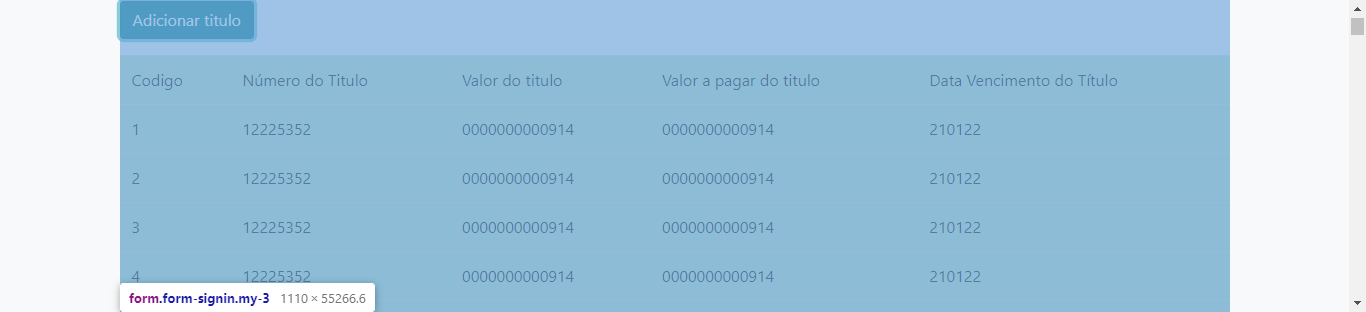 Adicionar titulo
Codigo Número do Titulo Valor do titulo Valor a pagar do titulo Data Vencimento do Título
1 12225352 0000000000914 0000000000914 210122
2 12225352 0000000000914 0000000000914 210122
3 12225352 0000000000914 0000000000914 210122
4 12225352 0000000000914 0000000000914 210122
form.form-signin.my-3 1110 × 55266.6